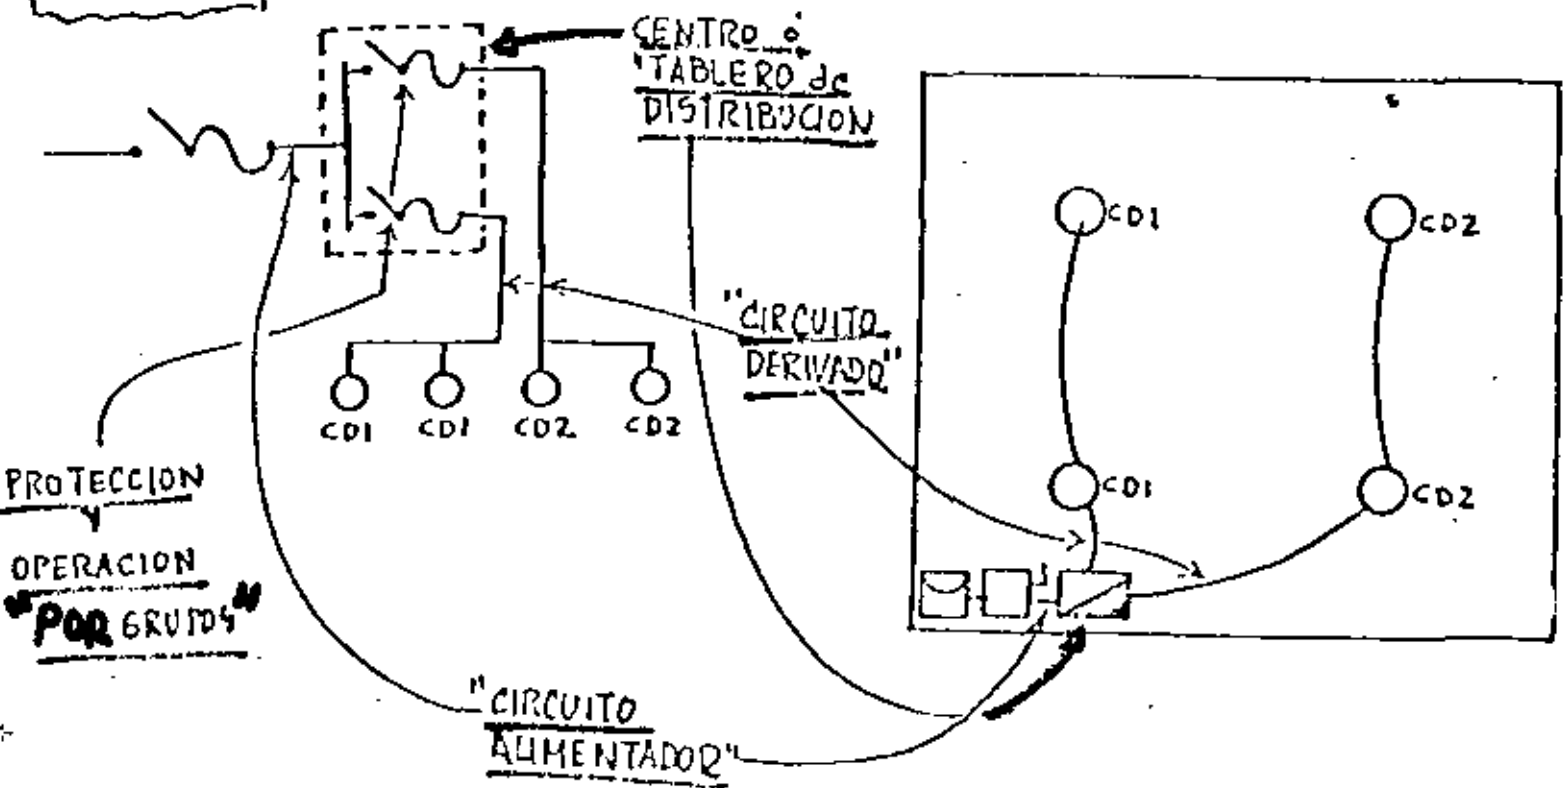 CENTRO ó
"TABLERO de
DISTRIBUCION
CD1
CD2
"CIRCUITO
DERIVADO"
CD1 CD1 CD2 CD2
CD1
CD2
PROTECCION
Y
OPERACION
"POR GRUPOS"
"CIRCUITO
ALIMENTADOR"